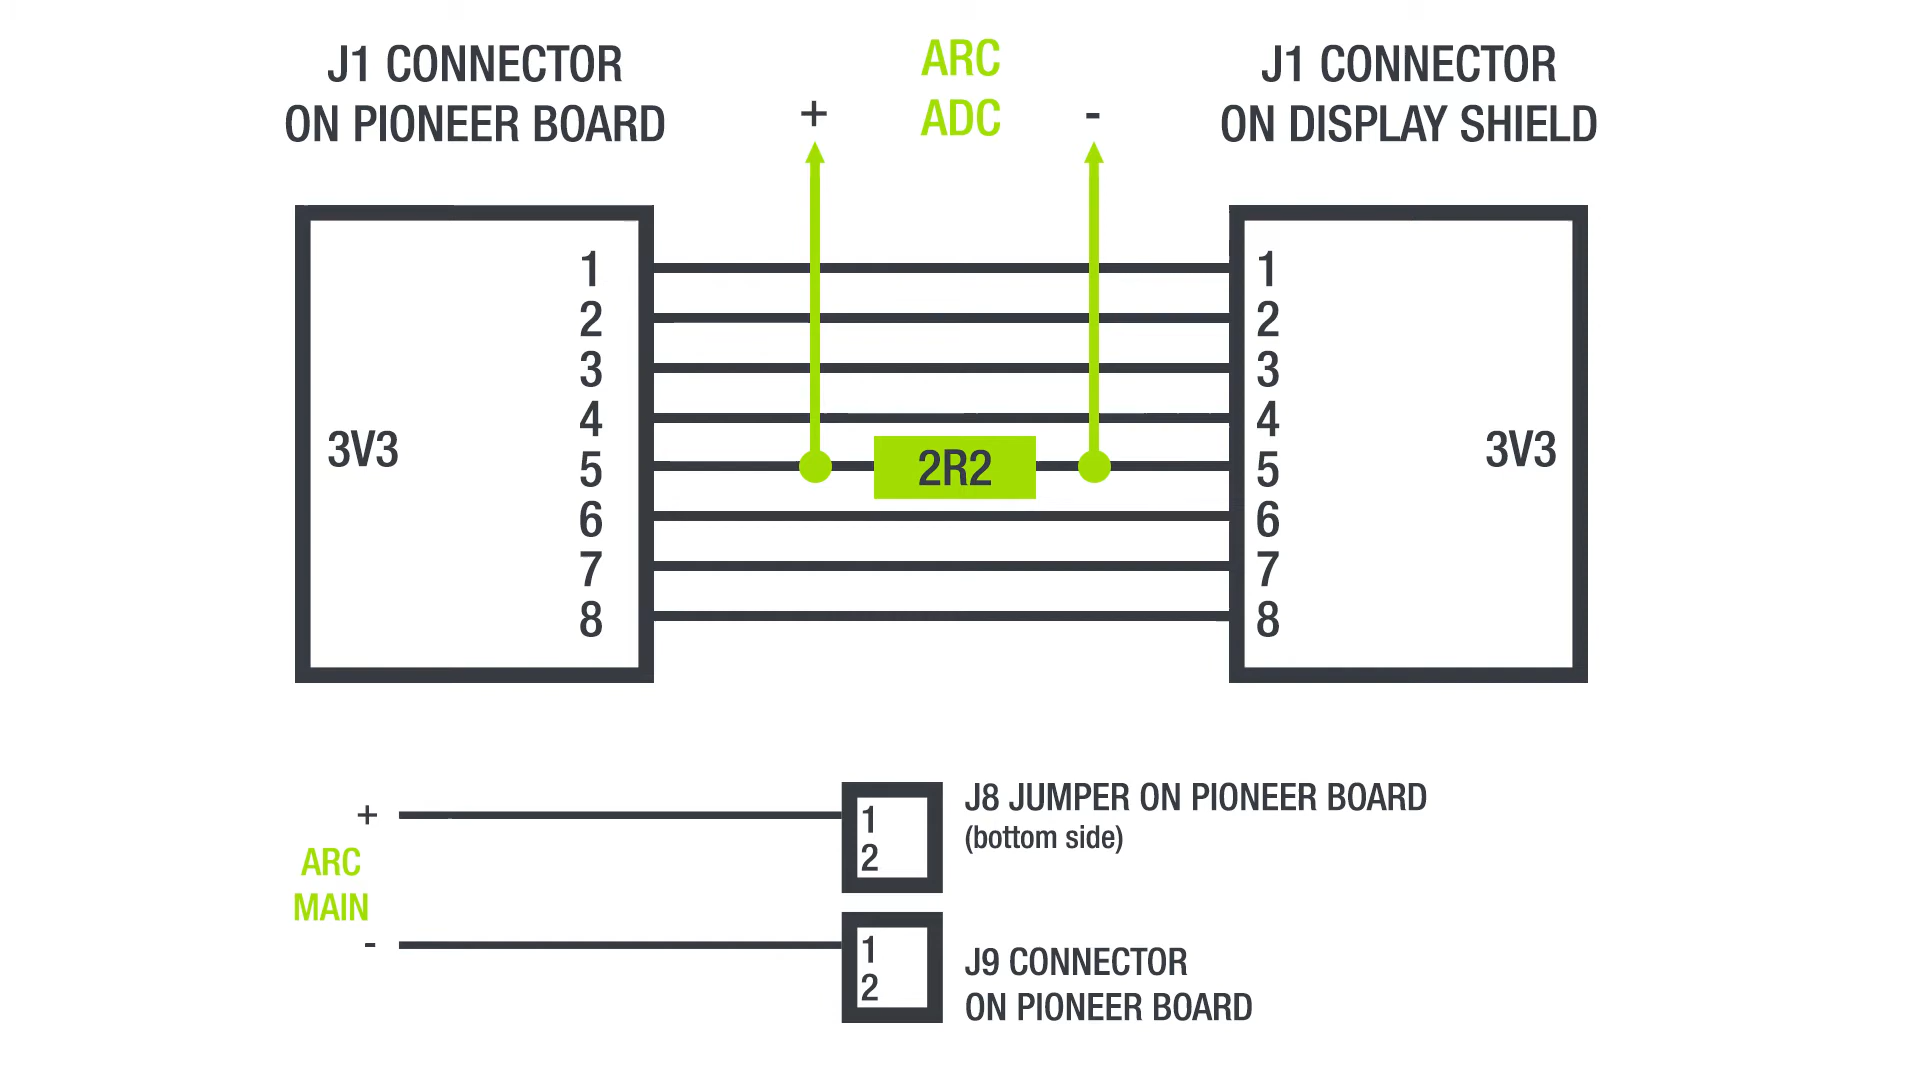 J1 CONNECTOR
ON PIONEER BOARD
+
ARC
ADC
-
J1 CONNECTOR
ON DISPLAY SHIELD
3V3
1
2
3
4
5
6
7
8
2R2
1
2
3
4
5
6
7
8
3V3
+
ARC
MAIN
-
1
2
J8 JUMPER ON PIONEER BOARD
(bottom side)
1
2
J9 CONNECTOR
ON PIONEER BOARD